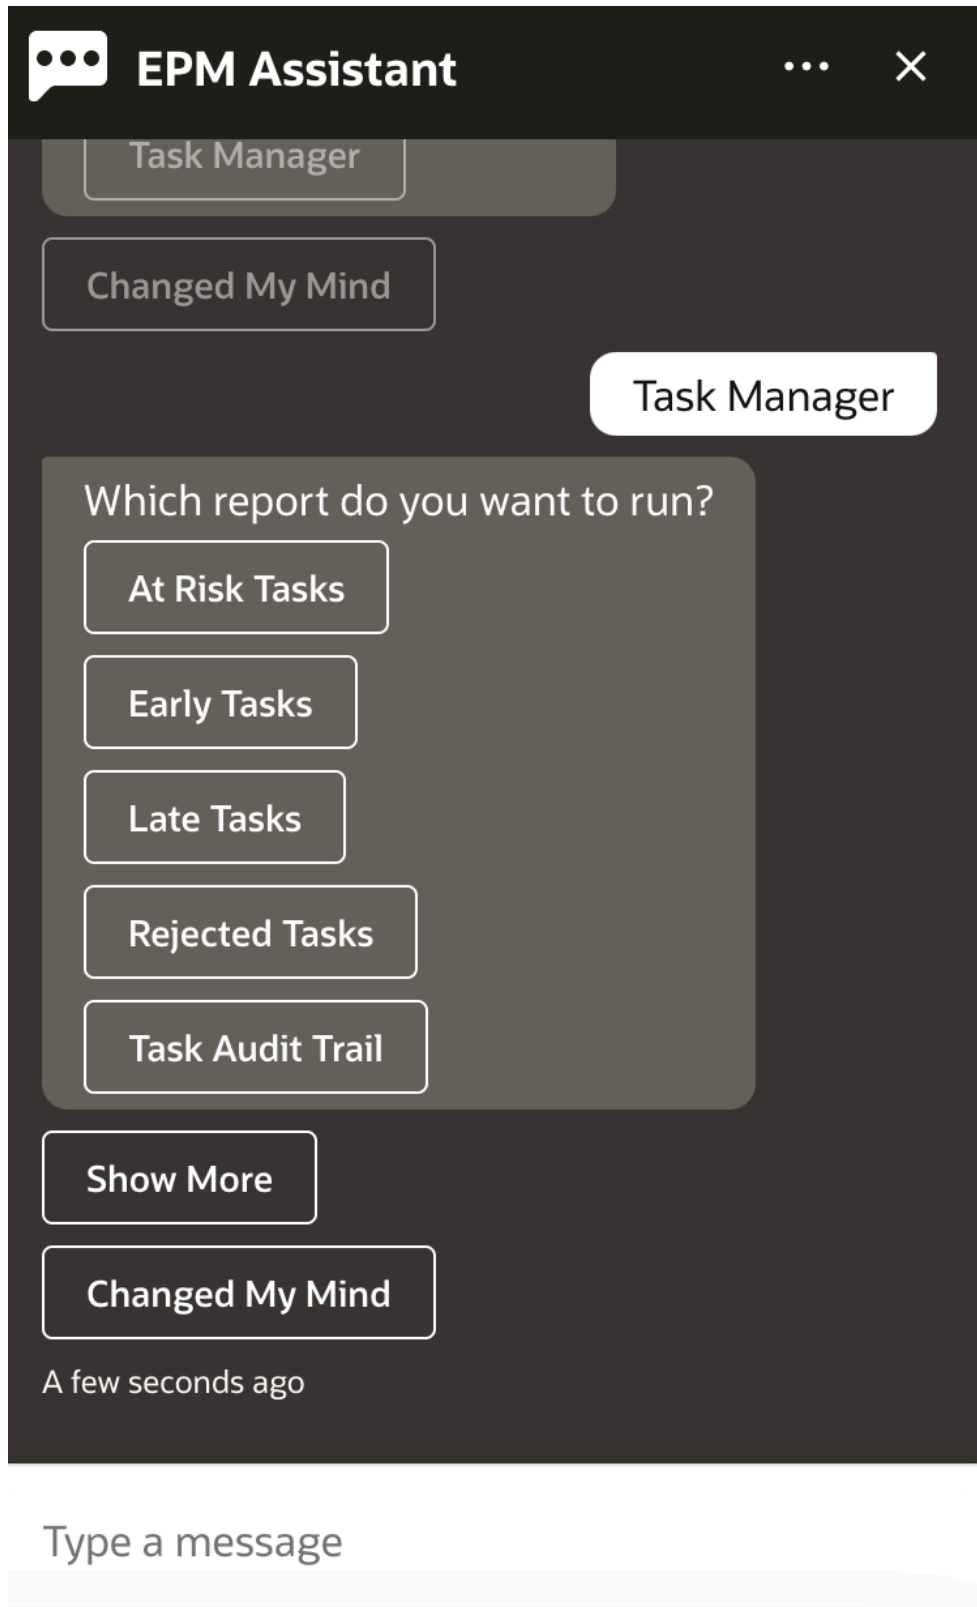 EPM Assistant
Task Manager
Changed My Mind
Task Manager
Which report do you want to run?
At Risk Tasks
Early Tasks
Late Tasks
Rejected Tasks
Task Audit Trail
Show More
Changed My Mind
A few seconds ago
Type a message